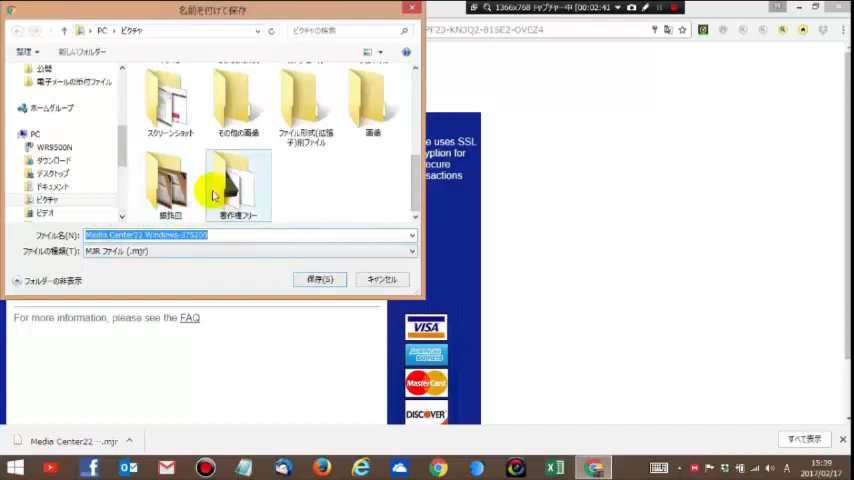 名前を付けて保存
1366x768 キャプチャー中 00:02:41
PC ▸ ピクチャ
ピクチャの検索
PF23-KN3Q2-81SE2-OVEZ4
整理
新しいフォルダー
公開
電子メールの添付ファイル
ホームグループ
PC
WR9500N
ダウンロード
デスクトップ
ドキュメント
ピクチャ
ビデオ
スクリーンショット
その他の画像
ファイル形式(拡張
子)別ファイル
画像
著作権フリー
e uses SSL
yption for
ecure
sactions
ファイル名(N):
Media Center22 Windows-375200
ファイルの種類(T):
MJR ファイル (.mjr)
フォルダーの非表示
保存(S)
キャンセル
For more information, please see the FAQ
VISA
AMERICAN
EXPRESS
MasterCard
DISCOVER
Media Center22....mjr
すべて表示
A
15:39
2017/02/17